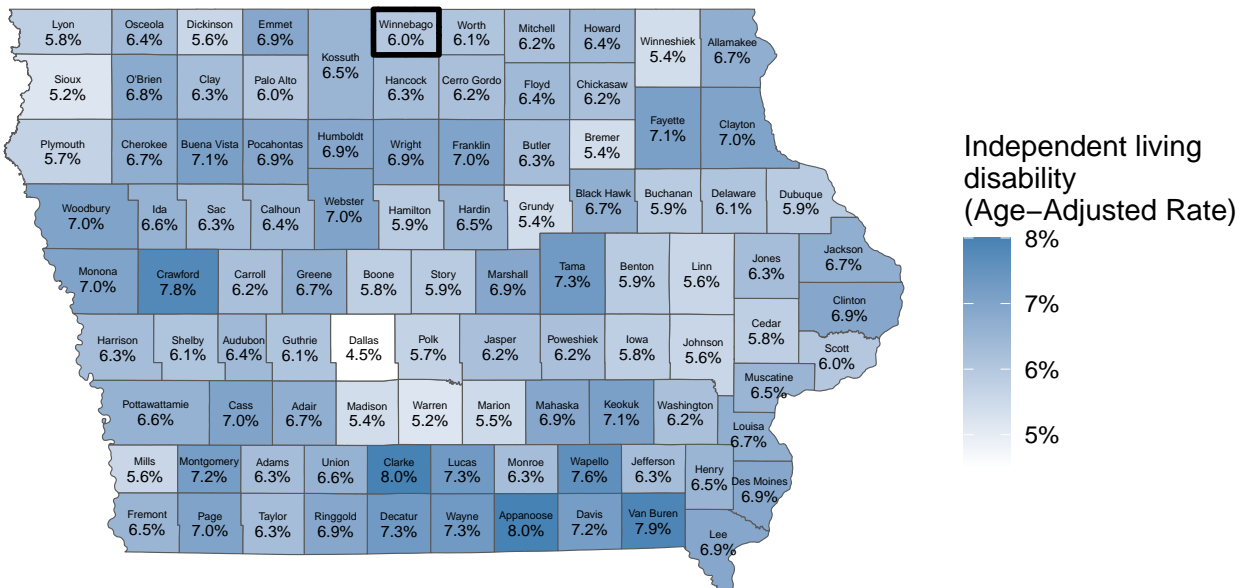 Lyon
5.8%
Osceola
6.4%
Dickinson
5.6%
Emmet
6.9%
Kossuth
6.5%
Winnebago
6.0%
Worth
6.1%
Mitchell
6.2%
Howard
6.4%
Winneshiek
5.4%
Allamakee
6.7%
Sioux
5.2%
O'Brien
6.8%
Clay
6.3%
Palo Alto
6.0%
Hancock
6.3%
Cerro Gordo
6.2%
Floyd
6.4%
Chickasaw
6.2%
Fayette
7.1%
Clayton
7.0%
Plymouth
5.7%
Cherokee
6.7%
Buena Vista
7.1%
Pocahontas
6.9%
Humboldt
6.9%
Wright
6.9%
Franklin
7.0%
Butler
6.3%
Bremer
5.4%
Woodbury
7.0%
Ida
6.6%
Sac
6.3%
Calhoun
6.4%
Webster
7.0%
Hamilton
5.9%
Hardin
6.5%
Grundy
5.4%
Black Hawk
6.7%
Buchanan
5.9%
Delaware
6.1%
Dubuque
5.9%
Monona
7.0%
Crawford
7.8%
Carroll
6.2%
Greene
6.7%
Boone
5.8%
Story
5.9%
Marshall
6.9%
Tama
7.3%
Benton
5.9%
Linn
5.6%
Jones
6.3%
Jackson
6.7%
Clinton
6.9%
Harrison
6.3%
Shelby
6.1%
Audubon
6.4%
Guthrie
6.1%
Dallas
4.5%
Polk
5.7%
Jasper
6.2%
Poweshiek
6.2%
Iowa
5.8%
Johnson
5.6%
Cedar
5.8%
Scott
6.0%
Muscatine
6.5%
Pottawattamie
6.6%
Cass
7.0%
Adair
6.7%
Madison
5.4%
Warren
5.2%
Marion
5.5%
Mahaska
6.9%
Keokuk
7.1%
Washington
6.2%
Louisa
6.7%
Mills
5.6%
Montgomery
7.2%
Adams
6.3%
Union
6.6%
Clarke
8.0%
Lucas
7.3%
Monroe
6.3%
Wapello
7.6%
Jefferson
6.3%
Henry
6.5%
Des Moines
6.9%
Fremont
6.5%
Page
7.0%
Taylor
6.3%
Ringgold
6.9%
Decatur
7.3%
Wayne
7.3%
Appanoose
8.0%
Davis
7.2%
Van Buren
7.9%
Lee
6.9%
Independent living
disability
(Age−Adjusted Rate)
8%
7%
6%
5%